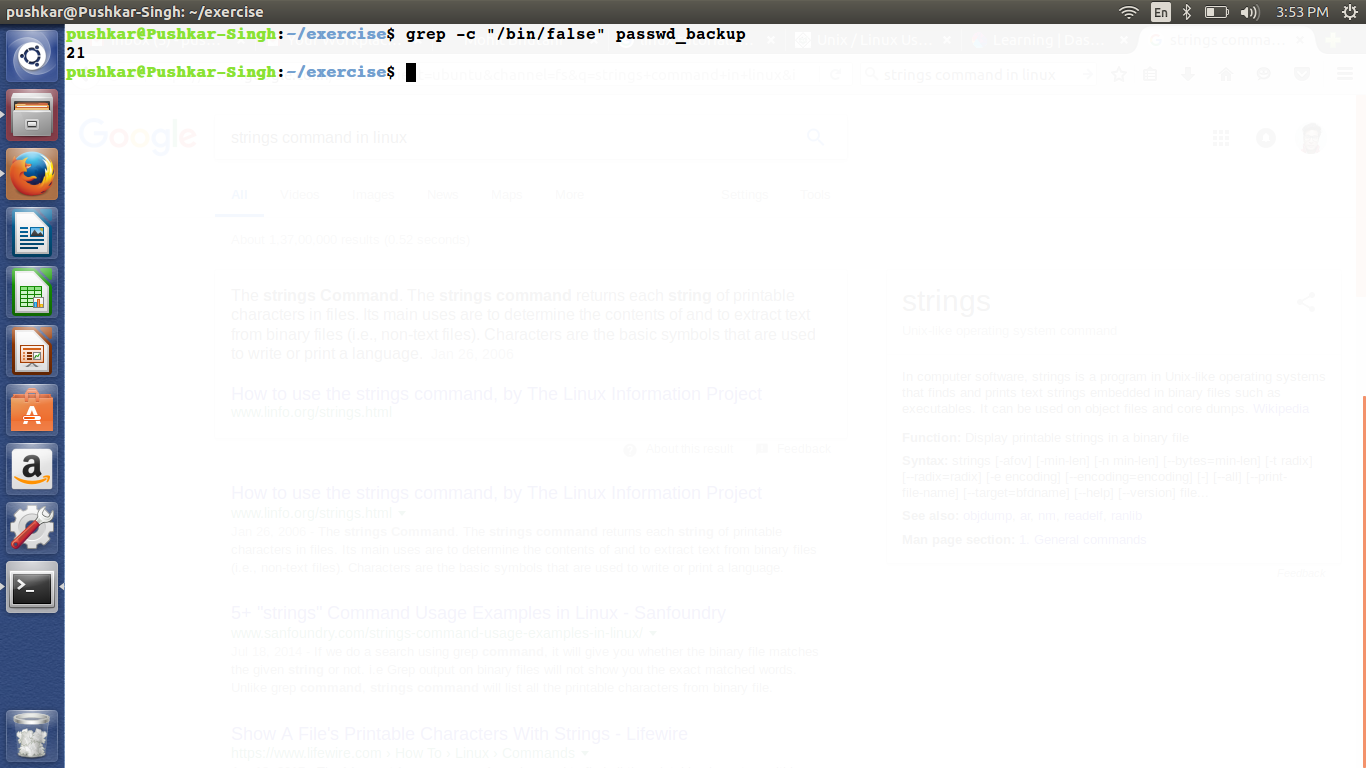 pushkar@Pushkar-Singh: ~/exercise
En
3:53 PM
pushkar@Pushkar-Singh:~/exercise$ grep -c "/bin/false" passwd_backup
21
pushkar@Pushkar-Singh:~/exercise$
Unix / Linux Us
Learning | Das
strings comma
strings command in linux
Google
strings command in linux
All Videos Images News Maps More Settings Tools
The strings Command. The strings command returns each string of printable
characters in files. Its main uses are to determine the contents of and to extract text
from binary files (i.e., non-text files). Characters are the basic symbols that are used
to write or print a language. Jan 26, 2006
How to use the strings command, by The Linux Information Project
www.linfo.org/strings.html
About this result Feedback
How to use the strings command, by The Linux Information Project
www.linfo.org/strings.html
Jan 26, 2006 - The strings Command. The strings command returns each string of printable
characters in files. Its main uses are to determine the contents of and to extract text from binary files
(i.e., non-text files). Characters are the basic symbols that are used to write or print a language.
5+ "strings" Command Usage Examples in Linux - Sanfoundry
www.sanfoundry.com/strings-command-usage-examples-in-linux/
If we do a search using grep command, it will give you whether the binary file matches
the given string or not. I.e Grep output on binary files will not show you the exact matched words.
Unlike grep command, strings command will list all the printable characters from binary file
Show A File's Printable Characters With Strings - Lifewire
https://www.lifewire.com › How To › Linux › Commands
strings
Unix-like operating system command
In computer software, strings is a program in Unix-like operating systems
that finds and prints text strings embedded in binary files such as
executables. It can be used on object files and core dumps. Wikipedia
Function: Display printable strings in a binary file
Syntax: strings [-afov] [-min-len] [-n min-len] [--bytes=min-len] [-t radix]
[--radix=radix] [-e encoding] [--encoding=encoding] [-] [--all] [--print-
file-name] [--target=bfdname] [--help] [--version] file...
See also: objdump, ar, nm, readelf, ranlib
Man page section: 1. General commands
Feedback